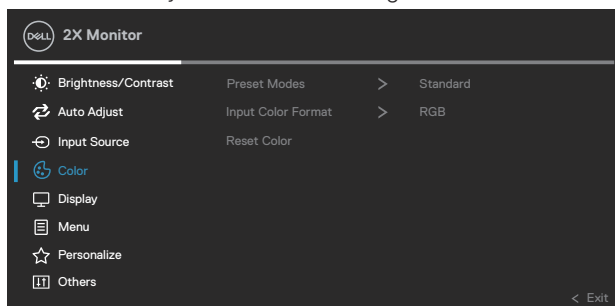 DELL 2X Monitor
Brightness/Contrast Preset Modes > Standard
Auto Adjust Input Color Format > RGB
Input Source Reset Color
Color
Display
Menu
Personalize
Others
< Exit